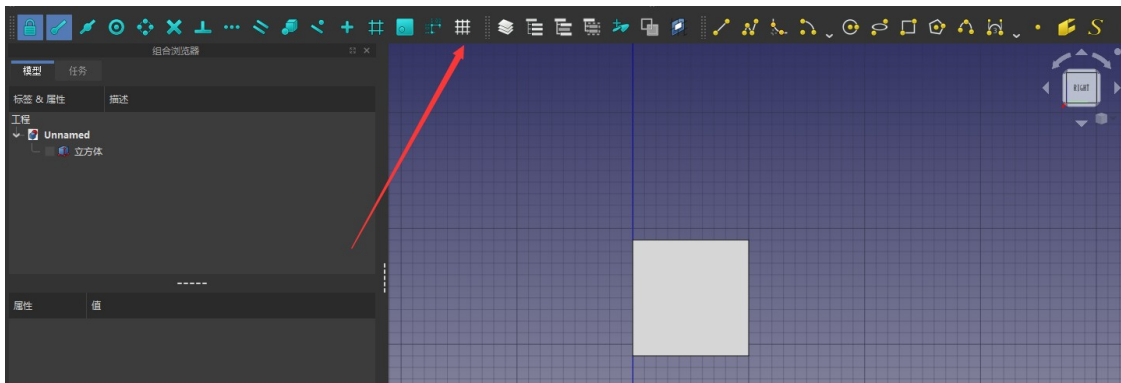 组合浏览器
模型 任务
标签 & 属性 描述
工程
Unnamed
立方体
属性 值
RIGHT